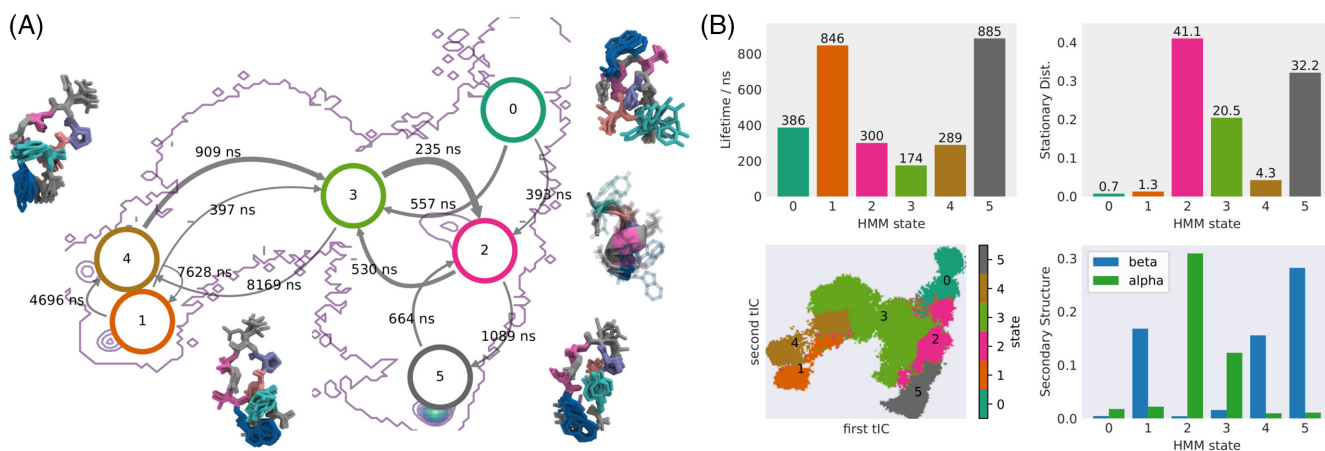 (A)
0
909 ns
235 ns
3
397 ns
557 ns
393 ns
2
4
7628 ns
530 ns
8169 ns
4696 ns
1
664 ns
1089 ns
5
(B)
Lifetime / ns
800
600
400
200
0
386
846
300
174
289
885
0 1 2 3 4 5
HMM state
Stationary Dist.
0.4
0.3
0.2
0.1
0.0
0.7
1.3
41.1
20.5
4.3
32.2
0 1 2 3 4 5
HMM state
second tIC
0
3
2
4
1
5
first tIC
5
4
3
2
1
0
state
Secondary Structure
0.3
0.2
0.1
0.0
beta
alpha
0 1 2 3 4 5
HMM state